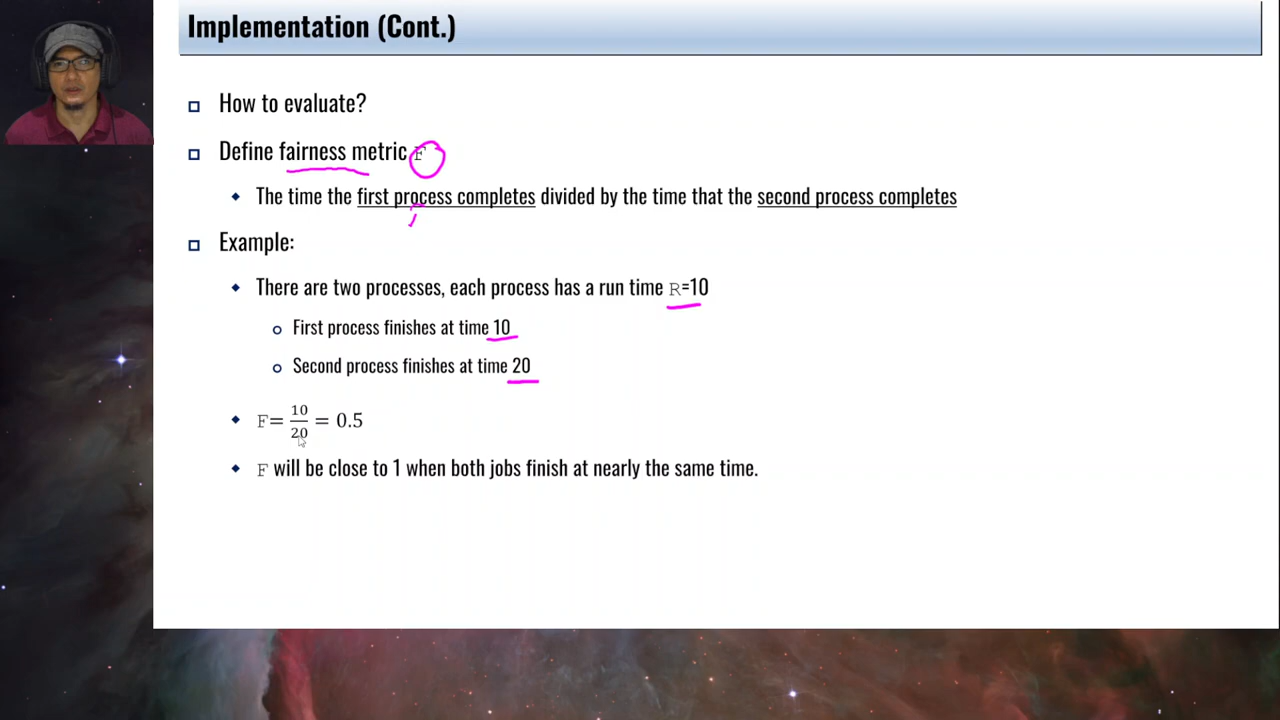 Implementation (Cont.)
How to evaluate?
Define fairness metric F
The time the first process completes divided by the time that the second process completes
Example:
There are two processes, each process has a run time R=10
First process finishes at time 10
Second process finishes at time 20
F= 10/20 = 0.5
F will be close to 1 when both jobs finish at nearly the same time.